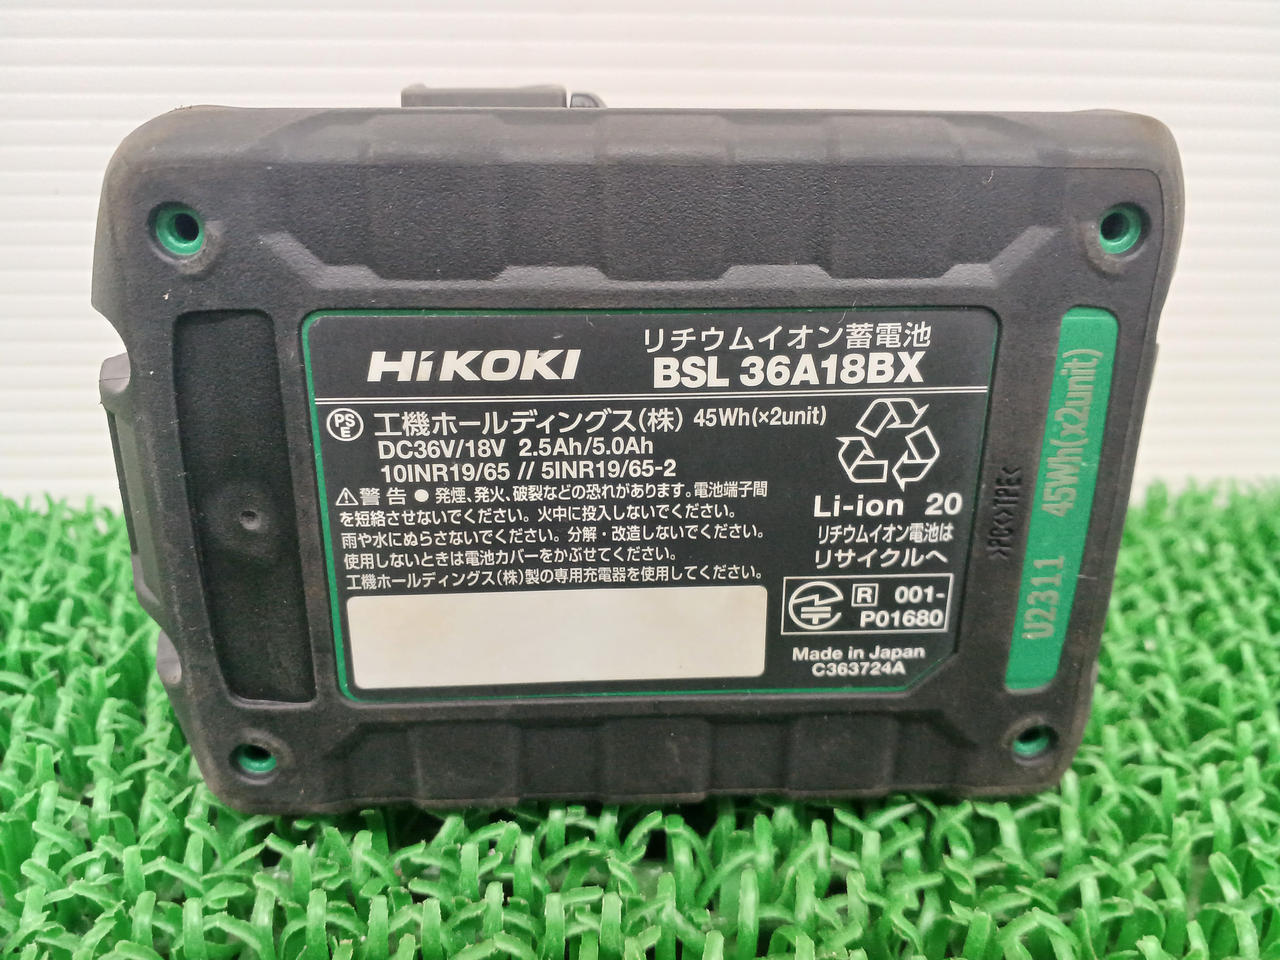 HiKOKI
リチウムイオン蓄電池
BSL 36A18BX
PSE 工機ホールディングス(株) 45Wh(×2unit)
DC36V/18V 2.5Ah/5.0Ah
10INR19/65 // 5INR19/65-2
⚠警告 ● 発煙、発火、破裂などの恐れがあります。電池端子間
を短絡させないでください。火中に投入しないでください。
雨や水にぬらさないでください。分解・改造しないでください。
使用しないときは電池カバーをかぶせてください。
工機ホールディングス(株)製の専用充電器を使用してください。
Li-ion 20
リチウムイオン電池は
リサイクルへ
R 001-
P01680
Made in Japan
C363724A
>PC<>TPE<
U2311 45Wh(x2unit)